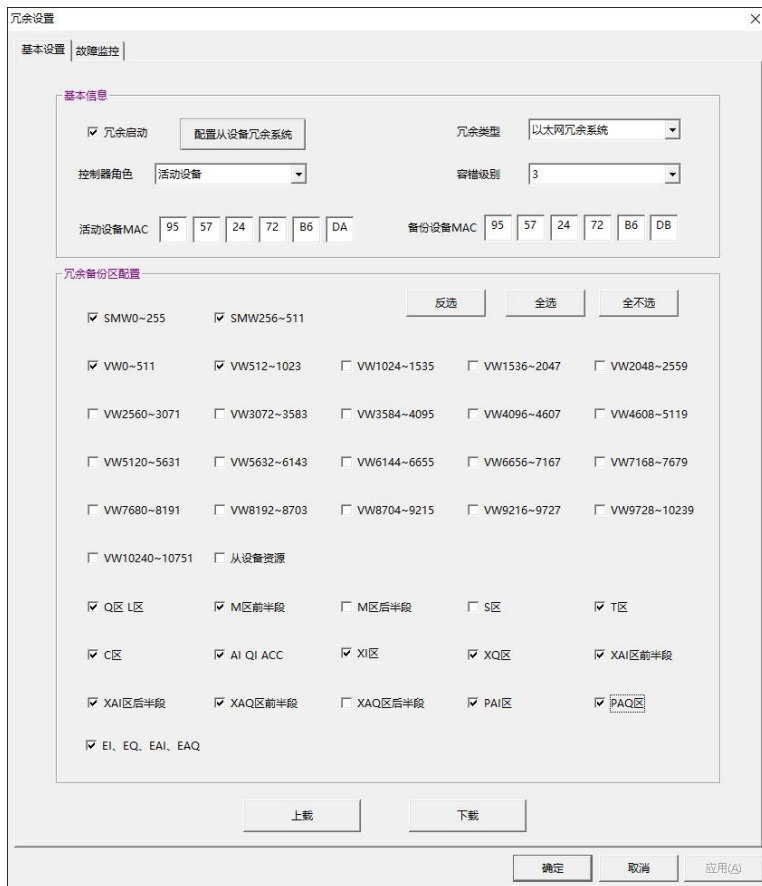 冗余设置
基本设置 故障监控
基本信息
冗余启动 配置从设备冗余系统 冗余类型 以太网冗余系统
控制器角色 活动设备 容错级别 3
活动设备MAC 95 57 24 72 B6 DA 备份设备MAC 95 57 24 72 B6 DB
冗余备份区配置
反选 全选 全不选
SMW0~255 SMW256~511
VW0~511 VW512~1023 VW1024~1535 VW1536~2047 VW2048~2559
VW2560~3071 VW3072~3583 VW3584~4095 VW4096~4607 VW4608~5119
VW5120~5631 VW5632~6143 VW6144~6655 VW6656~7167 VW7168~7679
VW7680~8191 VW8192~8703 VW8704~9215 VW9216~9727 VW9728~10239
VW10240~10751 从设备资源
Q区 L区 M区前半段 M区后半段 S区 T区
C区 AI QI ACC XI区 XQ区 XAI区前半段
XAI区后半段 XAQ区前半段 XAQ区后半段 PAI区 PAQ区
EI、EQ、EAI、EAQ
上载 下载
确定 取消 应用(A)